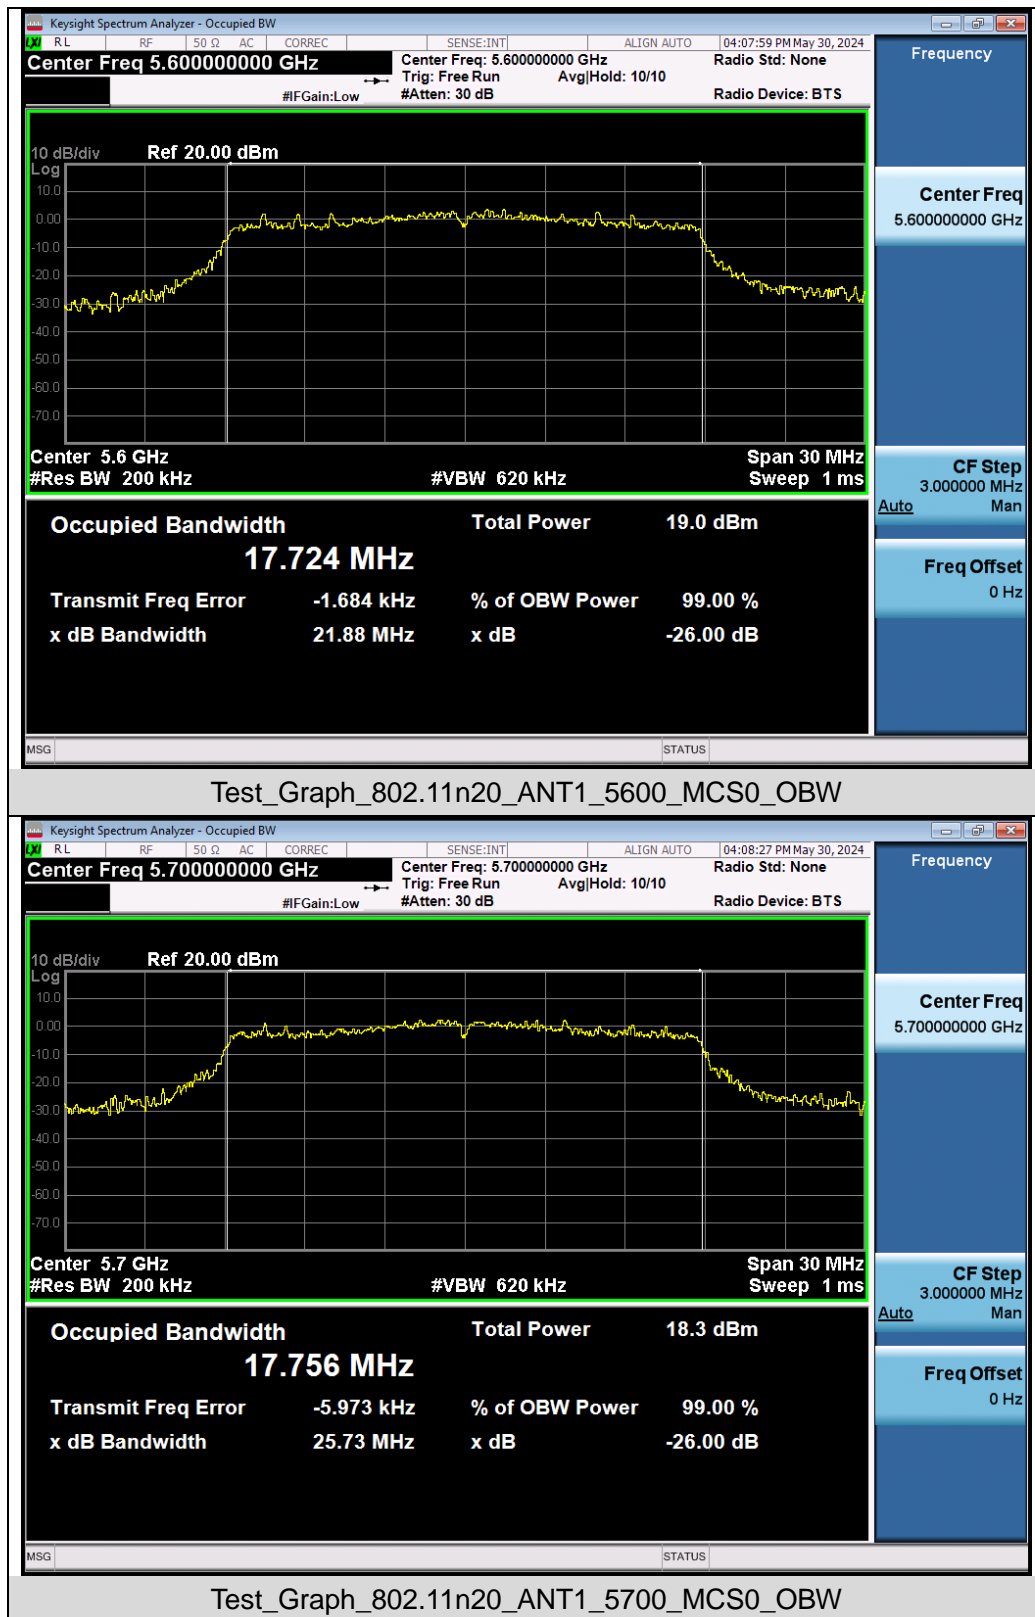 Keysight Spectrum Analyzer - Occupied BW
LXI RL RF 50 Ω AC CORREC SENSE:INT ALIGN AUTO 04:07:59 PM May 30, 2024
Center Freq 5.600000000 GHz
Center Freq: 5.600000000 GHz
Radio Std: None
Trig: Free Run Avg|Hold: 10/10
#IFGain:Low
#Atten: 30 dB
Radio Device: BTS
Frequency
10 dB/div Ref 20.00 dBm
Log
10.0
0.00
-10.0
-20.0
-30.0
-40.0
-50.0
-60.0
-70.0
Center 5.6 GHz Span 30 MHz
#Res BW 200 kHz #VBW 620 kHz Sweep 1 ms
Center Freq
5.600000000 GHz
CF Step
3.000000 MHz
Auto Man
Freq Offset
0 Hz
Occupied Bandwidth Total Power 19.0 dBm
17.724 MHz
Transmit Freq Error -1.684 kHz % of OBW Power 99.00 %
x dB Bandwidth 21.88 MHz x dB -26.00 dB
MSG STATUS
Test_Graph_802.11n20_ANT1_5600_MCS0_OBW
Keysight Spectrum Analyzer - Occupied BW
LXI RL RF 50 Ω AC CORREC SENSE:INT ALIGN AUTO 04:08:27 PM May 30, 2024
Center Freq 5.700000000 GHz
Center Freq: 5.700000000 GHz
Radio Std: None
Trig: Free Run Avg|Hold: 10/10
#IFGain:Low
#Atten: 30 dB
Radio Device: BTS
Frequency
10 dB/div Ref 20.00 dBm
Log
10.0
0.00
-10.0
-20.0
-30.0
-40.0
-50.0
-60.0
-70.0
Center 5.7 GHz Span 30 MHz
#Res BW 200 kHz #VBW 620 kHz Sweep 1 ms
Center Freq
5.700000000 GHz
CF Step
3.000000 MHz
Auto Man
Freq Offset
0 Hz
Occupied Bandwidth Total Power 18.3 dBm
17.756 MHz
Transmit Freq Error -5.973 kHz % of OBW Power 99.00 %
x dB Bandwidth 25.73 MHz x dB -26.00 dB
MSG STATUS
Test_Graph_802.11n20_ANT1_5700_MCS0_OBW